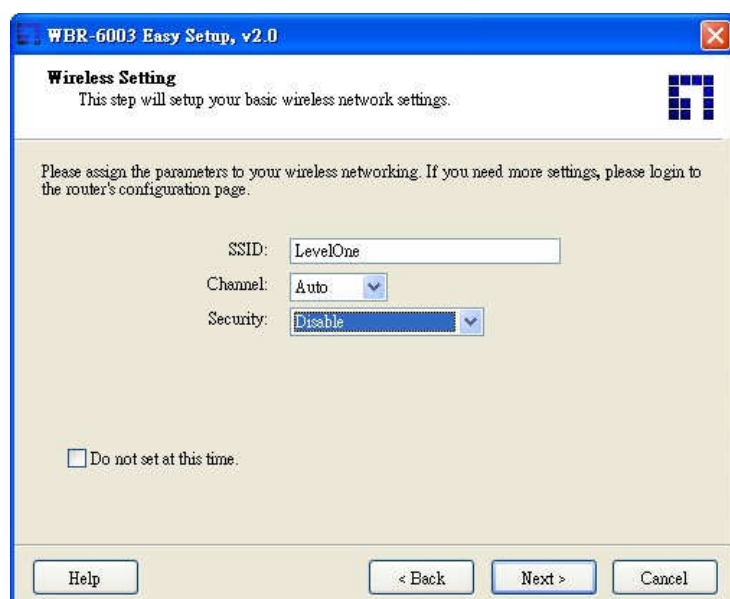 WBR-6003 Easy Setup, v2.0
Wireless Setting
This step will setup your basic wireless network settings.
Please assign the parameters to your wireless networking. If you need more settings, please login to
the router's configuration page.
SSID: LevelOne
Channel: Auto
Security: Disable
Do not set at this time.
Help < Back Next > Cancel